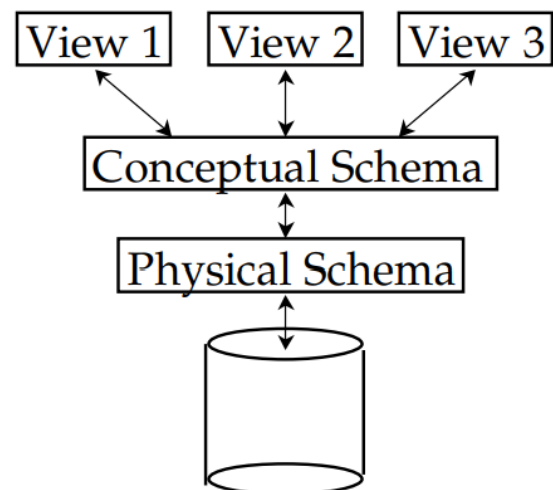 View 1
View 2
View 3
Conceptual Schema
Physical Schema